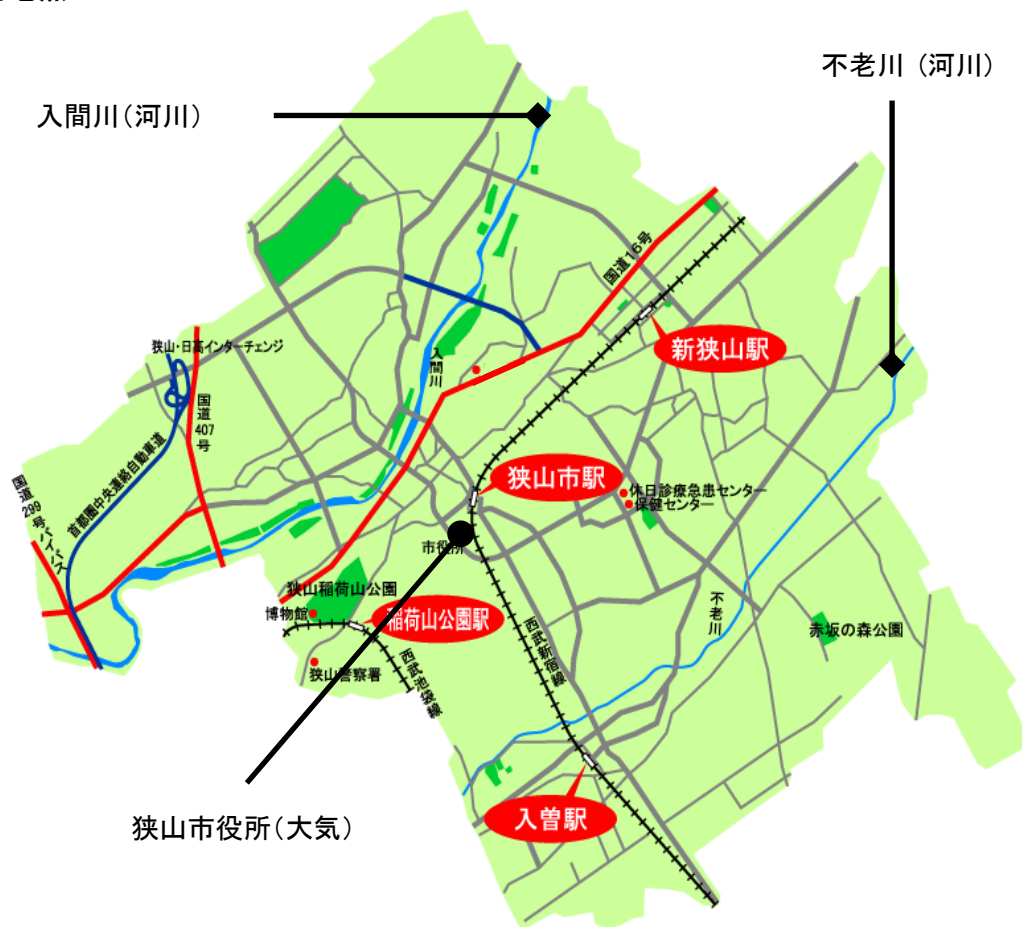 不老川（河川）
入間川（河川）
国道16号
新狭山駅
狭山・日高インターチェンジ
入間川
国道407号
首都圏中央連絡自動車道
国道299号バイパス
狭山市駅
休日診療急患センター
保健センター
市役所
狭山稲荷山公園
博物館
稲荷山公園駅
不老川
赤坂の森公園
西武新宿線
狭山警察署
西武池袋線
入曽駅
狭山市役所（大気）